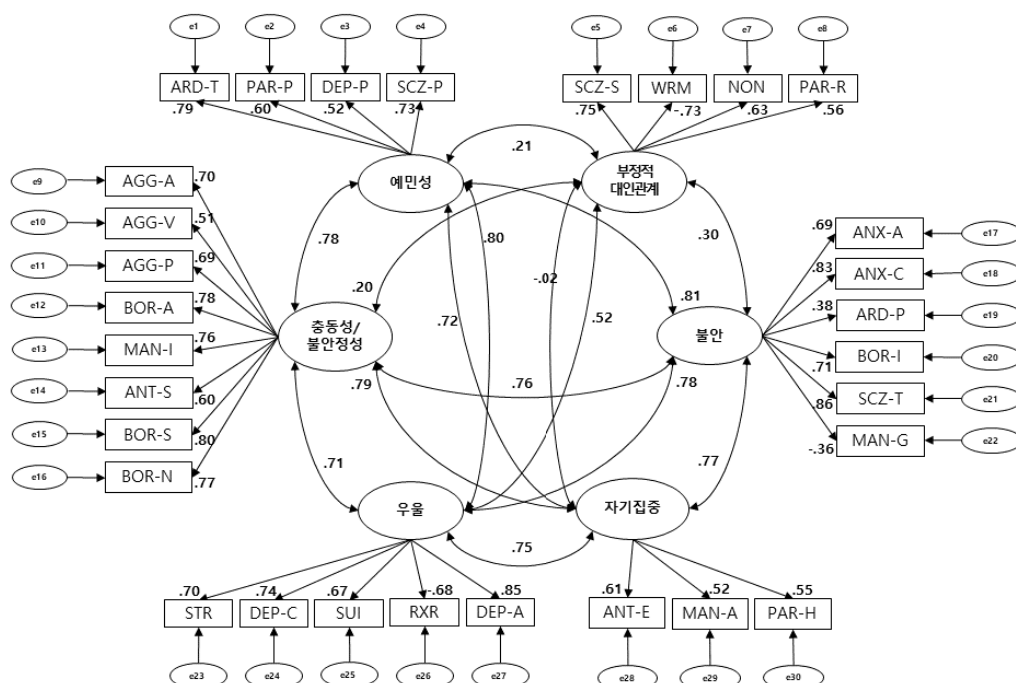 e1 e2 e3 e4 e5 e6 e7 e8
ARD-T PAR-P DEP-P SCZ-P SCZ-S WRM NON PAR-R
.79 .60 .52 .73 .75 -.73 .63 .56
.21
예민성
부정적
대인관계
e9 AGG-A .70
e10 AGG-V .51
e11 AGG-P .69
e12 BOR-A .78
e13 MAN-I .76
e14 ANT-S .60
e15 BOR-S .80
e16 BOR-N .77
.78 .80 .30
-.02
.20 .81
.72 .52
충동성/
불안정성
불안
.79 .76 .78
.69 ANX-A e17
.83 ANX-C e18
.38 ARD-P e19
.71 BOR-I e20
.86 SCZ-T e21
-.36 MAN-G e22
.71 .77
우울
자기집중
.75
.70 .74 .67 -.68 .85 .61 .52 .55
STR DEP-C SUI RXR DEP-A ANT-E MAN-A PAR-H
e23 e24 e25 e26 e27 e28 e29 e30